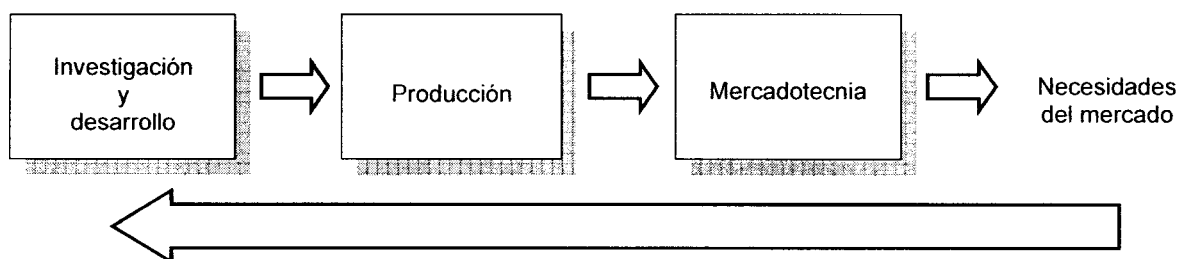 Investigación
y
desarrollo
Producción
Mercadotecnia
Necesidades
del mercado